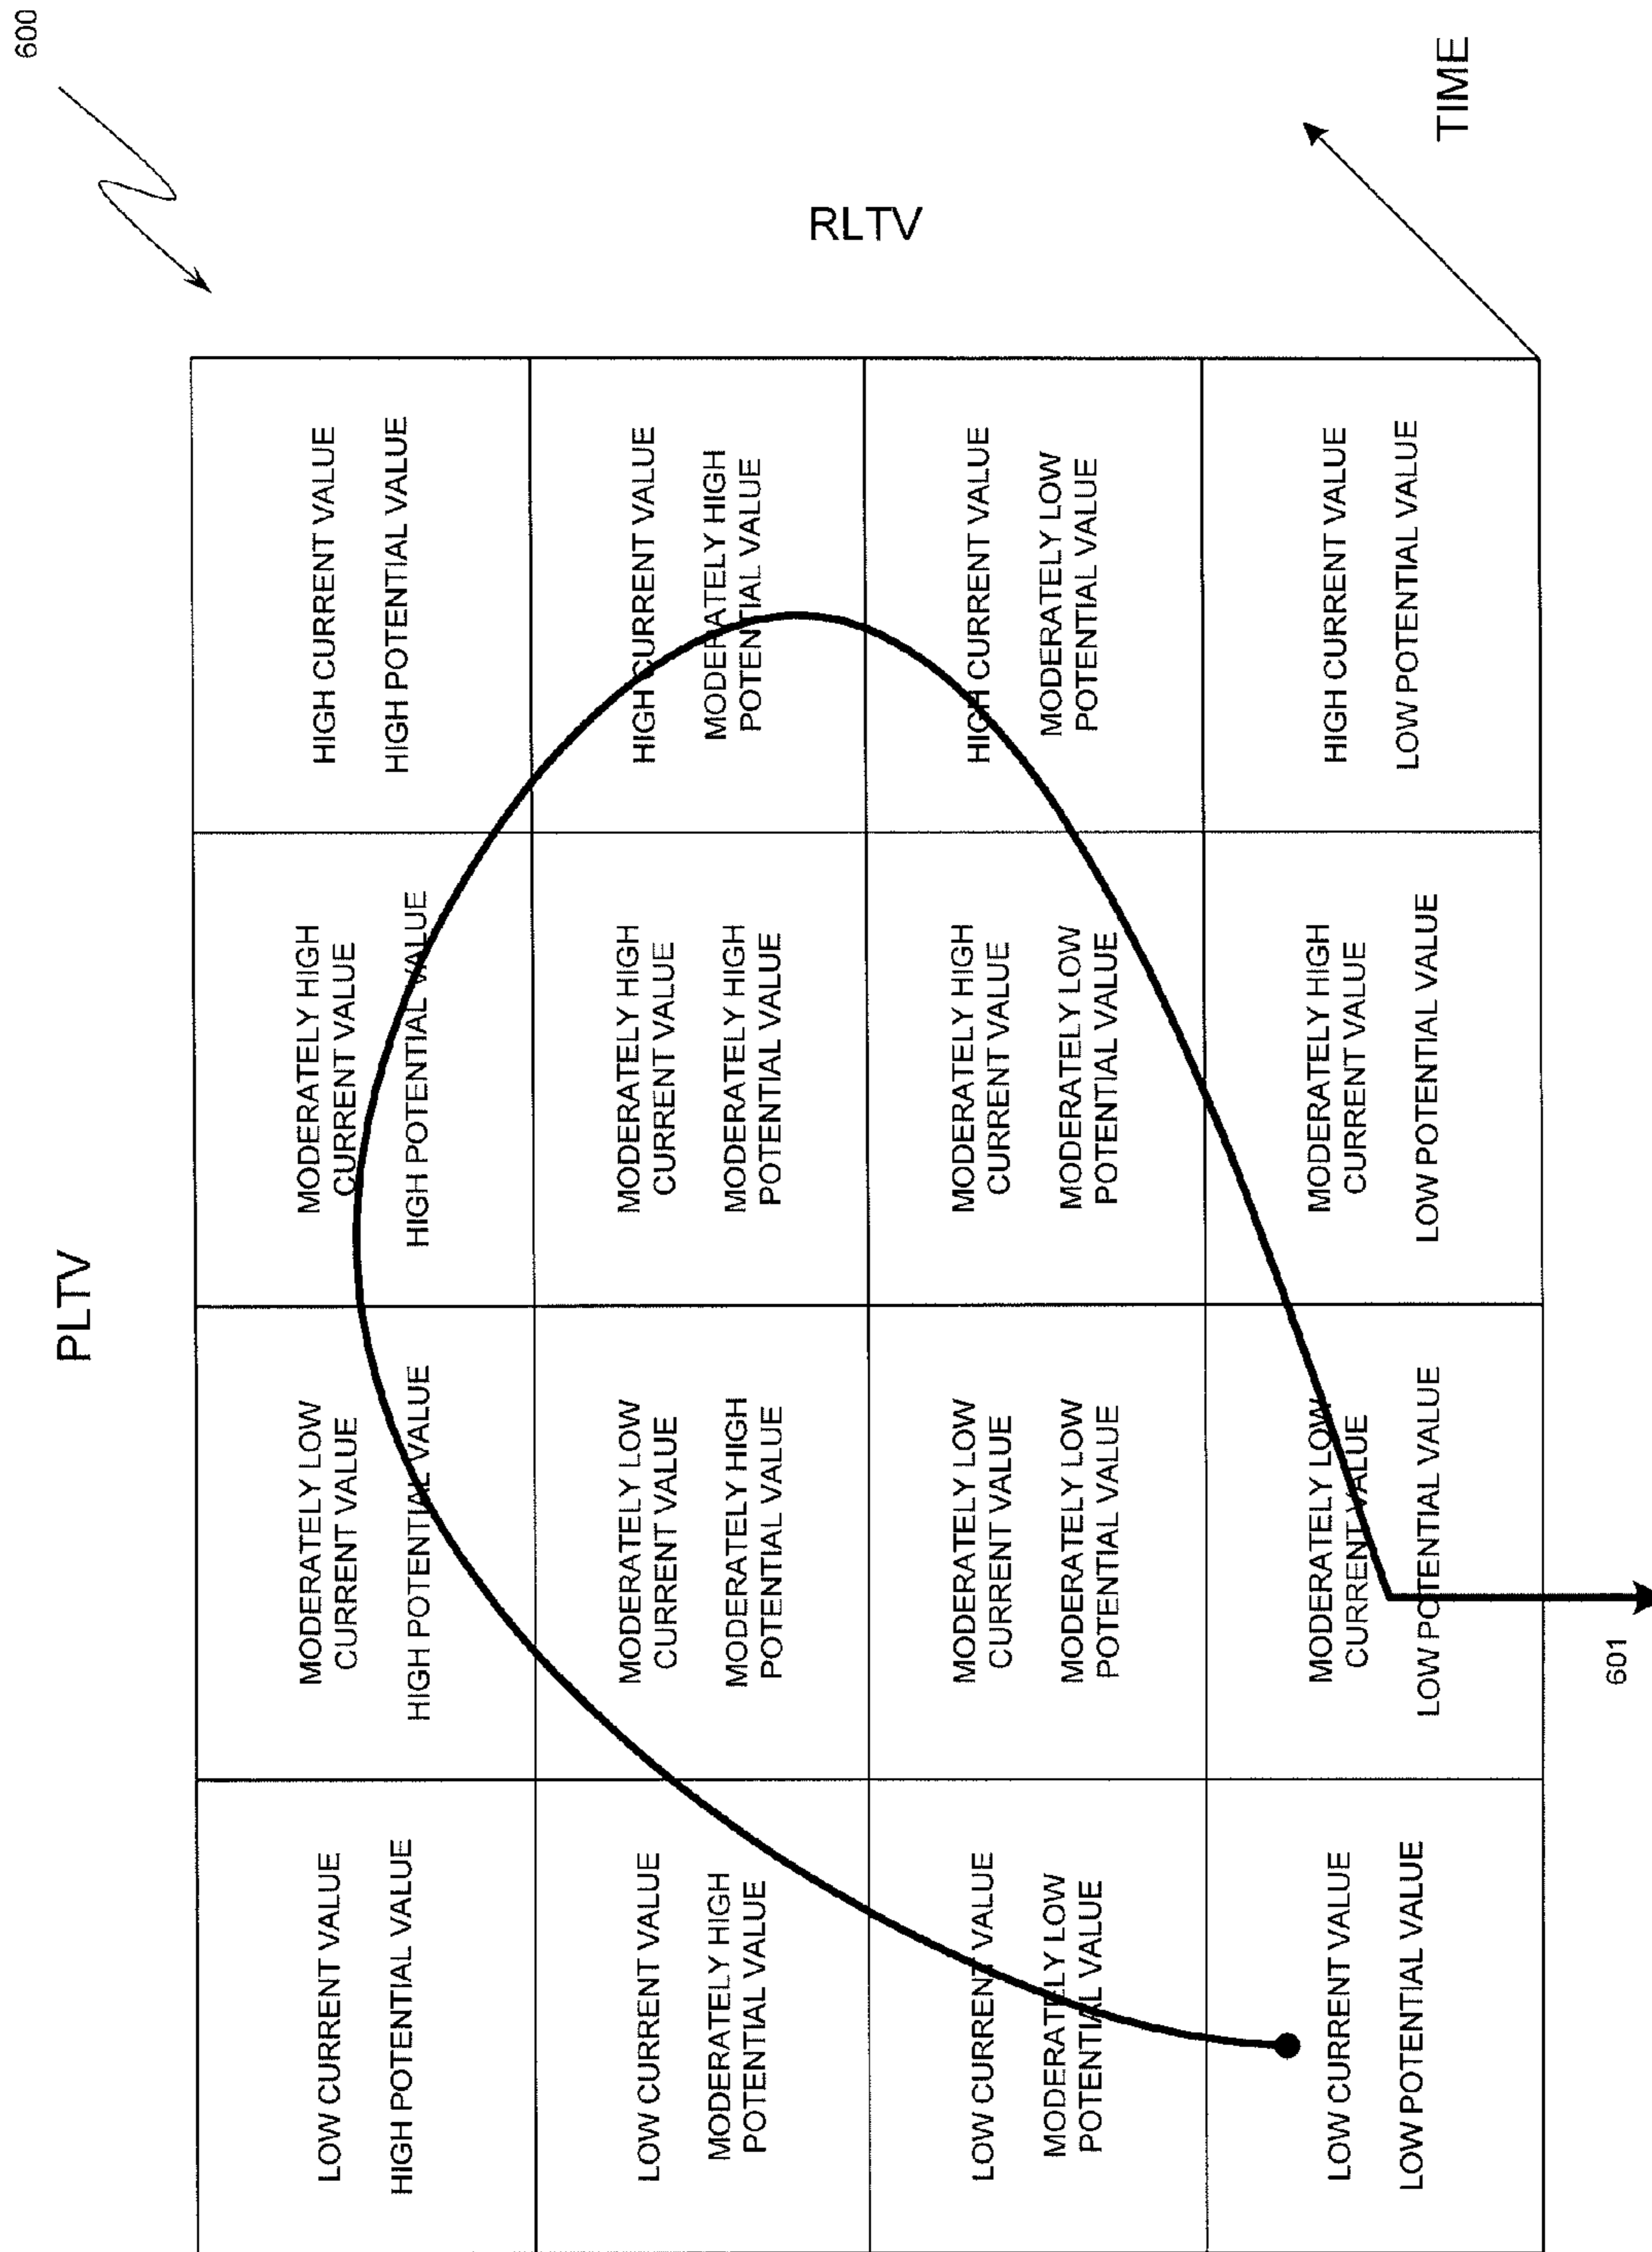 600
PLTV
LOW CURRENT VALUE
HIGH POTENTIAL VALUE
MODERATELY LOW
CURRENT VALUE
HIGH POTENTIAL VALUE
MODERATELY HIGH
CURRENT VALUE
HIGH POTENTIAL VALUE
HIGH CURRENT VALUE
HIGH POTENTIAL VALUE
LOW CURRENT VALUE
MODERATELY HIGH
POTENTIAL VALUE
MODERATELY LOW
CURRENT VALUE
MODERATELY HIGH
POTENTIAL VALUE
MODERATELY HIGH
CURRENT VALUE
MODERATELY HIGH
POTENTIAL VALUE
HIGH CURRENT VALUE
MODERATELY HIGH
POTENTIAL VALUE
RLTV
LOW CURRENT VALUE
MODERATELY LOW
POTENTIAL VALUE
MODERATELY LOW
CURRENT VALUE
MODERATELY LOW
POTENTIAL VALUE
MODERATELY HIGH
CURRENT VALUE
MODERATELY LOW
POTENTIAL VALUE
HIGH CURRENT VALUE
MODERATELY LOW
POTENTIAL VALUE
LOW CURRENT VALUE
LOW POTENTIAL VALUE
MODERATELY LOW
CURRENT VALUE
LOW POTENTIAL VALUE
MODERATELY HIGH
CURRENT VALUE
LOW POTENTIAL VALUE
HIGH CURRENT VALUE
LOW POTENTIAL VALUE
TIME
601